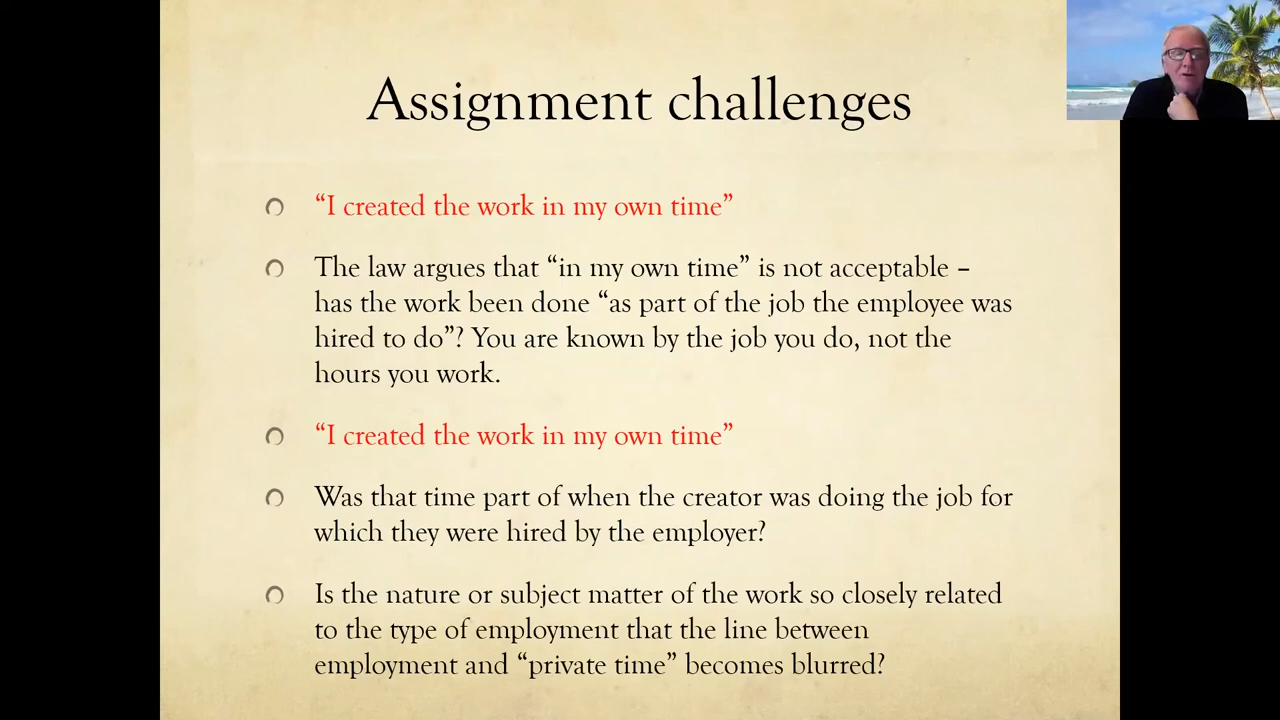 Assignment challenges
“I created the work in my own time”
The law argues that “in my own time” is not acceptable –
has the work been done “as part of the job the employee was
hired to do”? You are known by the job you do, not the
hours you work.
“I created the work in my own time”
Was that time part of when the creator was doing the job for
which they were hired by the employer?
Is the nature or subject matter of the work so closely related
to the type of employment that the line between
employment and “private time” becomes blurred?